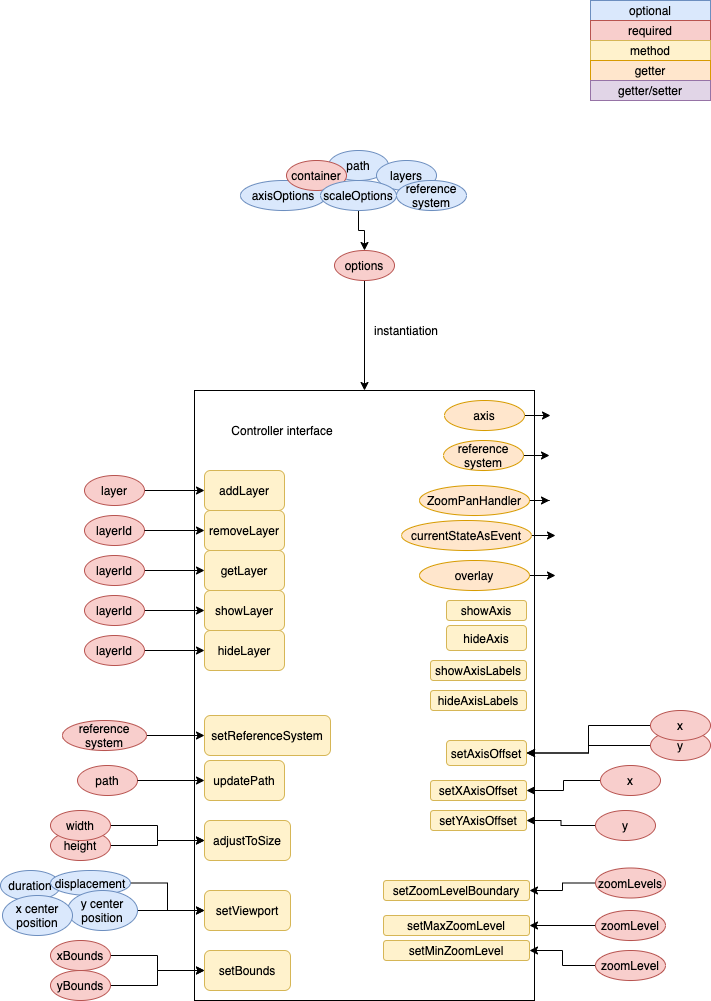 optional
required
method
getter
getter/setter
path
container
layers
axisOptions
scaleOptions
reference
system
options
instantiation
Controller interface
axis
reference
system
ZoomPanHandler
currentStateAsEvent
overlay
layer
addLayer
layerId
removeLayer
layerId
getLayer
layerId
showLayer
layerId
hideLayer
showAxis
hideAxis
showAxisLabels
hideAxisLabels
reference
system
setReferenceSystem
path
updatePath
width
height
adjustToSize
duration
displacement
x center
position
y center
position
setViewport
xBounds
yBounds
setBounds
setAxisOffset
x
y
setXAxisOffset
x
setYAxisOffset
y
setZoomLevelBoundary
zoomLevels
setMaxZoomLevel
zoomLevel
setMinZoomLevel
zoomLevel